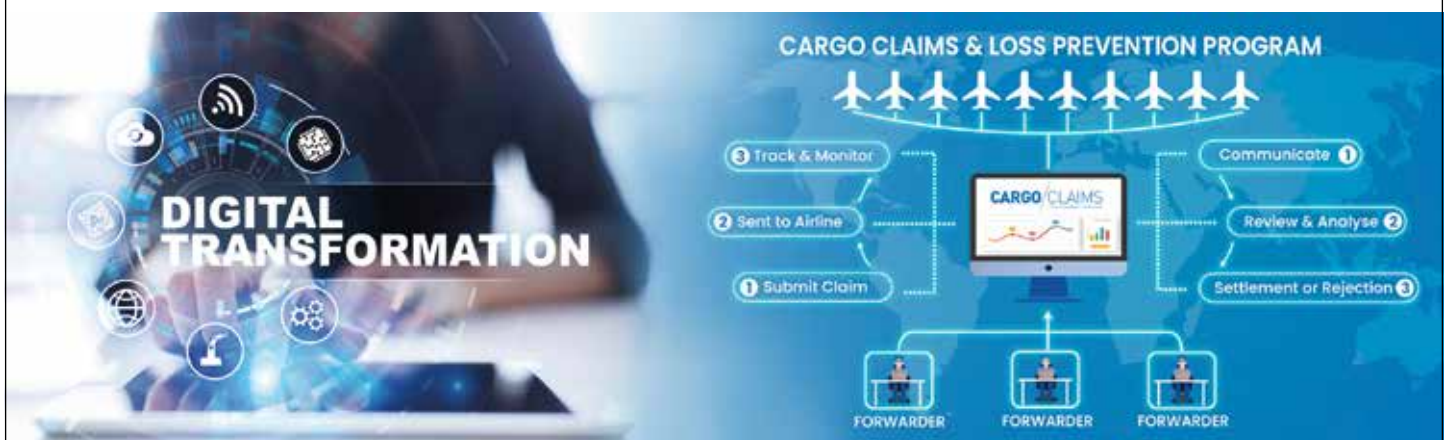 DIGITAL
TRANSFORMATION
CARGO CLAIMS & LOSS PREVENTION PROGRAM
3 Track & Monitor
2 Sent to Airline
1 Submit Claim
CARGO/CLAIMS
Communicate 1
Review & Analyse 2
Settlement or Rejection 3
FORWARDER
FORWARDER
FORWARDER